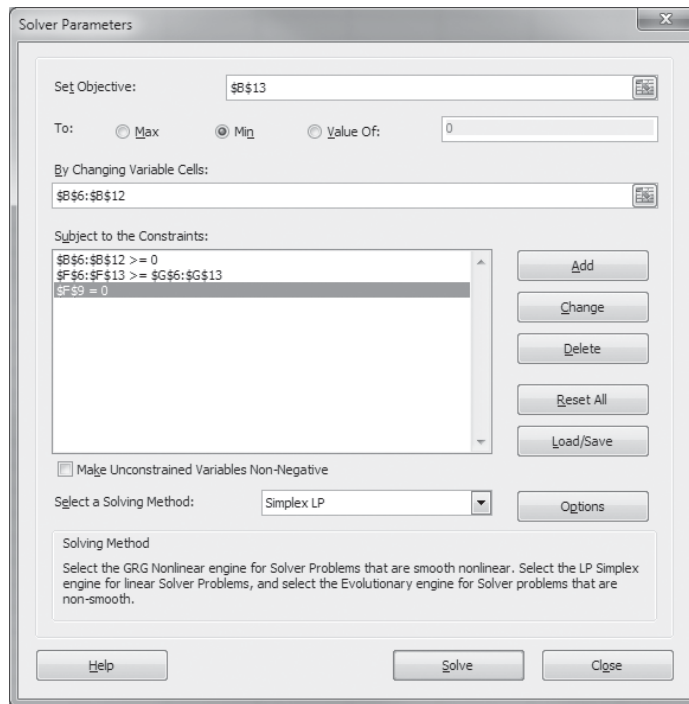 Solver Parameters
Set Objective:
$B$13
To:
Max
Min
Value Of:
0
By Changing Variable Cells:
$B$6:$B$12
Subject to the Constraints:
$B$6:$B$12 >= 0
$F$6:$F$13 >= $G$6:$G$13
$F$9 = 0
Add
Change
Delete
Reset All
Load/Save
Make Unconstrained Variables Non-Negative
Select a Solving Method:
Simplex LP
Options
Solving Method
Select the GRG Nonlinear engine for Solver Problems that are smooth nonlinear. Select the LP Simplex
engine for linear Solver Problems, and select the Evolutionary engine for Solver problems that are
non-smooth.
Help
Solve
Close